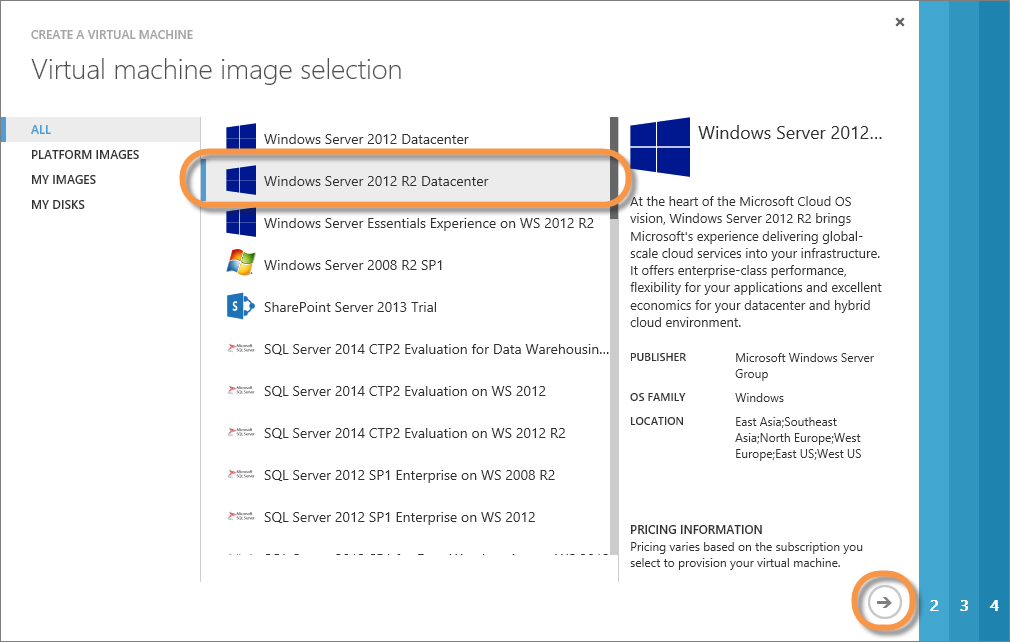 CREATE A VIRTUAL MACHINE
Virtual machine image selection
ALL
PLATFORM IMAGES
MY IMAGES
MY DISKS
Windows Server 2012 Datacenter
Windows Server 2012 R2 Datacenter
Windows Server Essentials Experience on WS 2012 R2
Windows Server 2008 R2 SP1
SharePoint Server 2013 Trial
SQL Server 2014 CTP2 Evaluation for Data Warehousin...
SQL Server 2014 CTP2 Evaluation on WS 2012
SQL Server 2014 CTP2 Evaluation on WS 2012 R2
SQL Server 2012 SP1 Enterprise on WS 2008 R2
SQL Server 2012 SP1 Enterprise on WS 2012
Windows Server 2012...
At the heart of the Microsoft Cloud OS
vision, Windows Server 2012 R2 brings
Microsoft's experience delivering global-
scale cloud services into your infrastructure.
It offers enterprise-class performance,
flexibility for your applications and excellent
economics for your datacenter and hybrid
cloud environment.
PUBLISHER
Microsoft Windows Server
Group
OS FAMILY
Windows
LOCATION
East Asia;Southeast
Asia;North Europe;West
Europe;East US;West US
PRICING INFORMATION
Pricing varies based on the subscription you
select to provision your virtual machine.
2 3 4